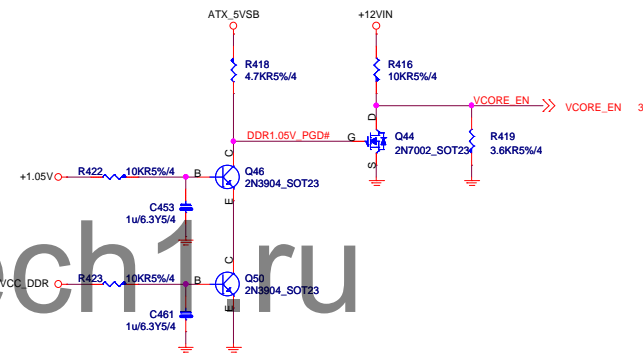 ATX_5VSB
+12VIN
R418
4.7KR5%/4
R416
10KR5%/4
VCORE_EN
VCORE_EN 3
DDR1.05V_PGD#
D
G
S
Q44
2N7002_SOT23
R419
3.6KR5%/4
+1.05V
R422
10KR5%/4
B
C
E
Q46
2N3904_SOT23
C453
1u/6.3Y5/4
VCC_DDR
R423
10KR5%/4
B
C
E
Q50
2N3904_SOT23
C461
1u/6.3Y5/4
ech1.ru